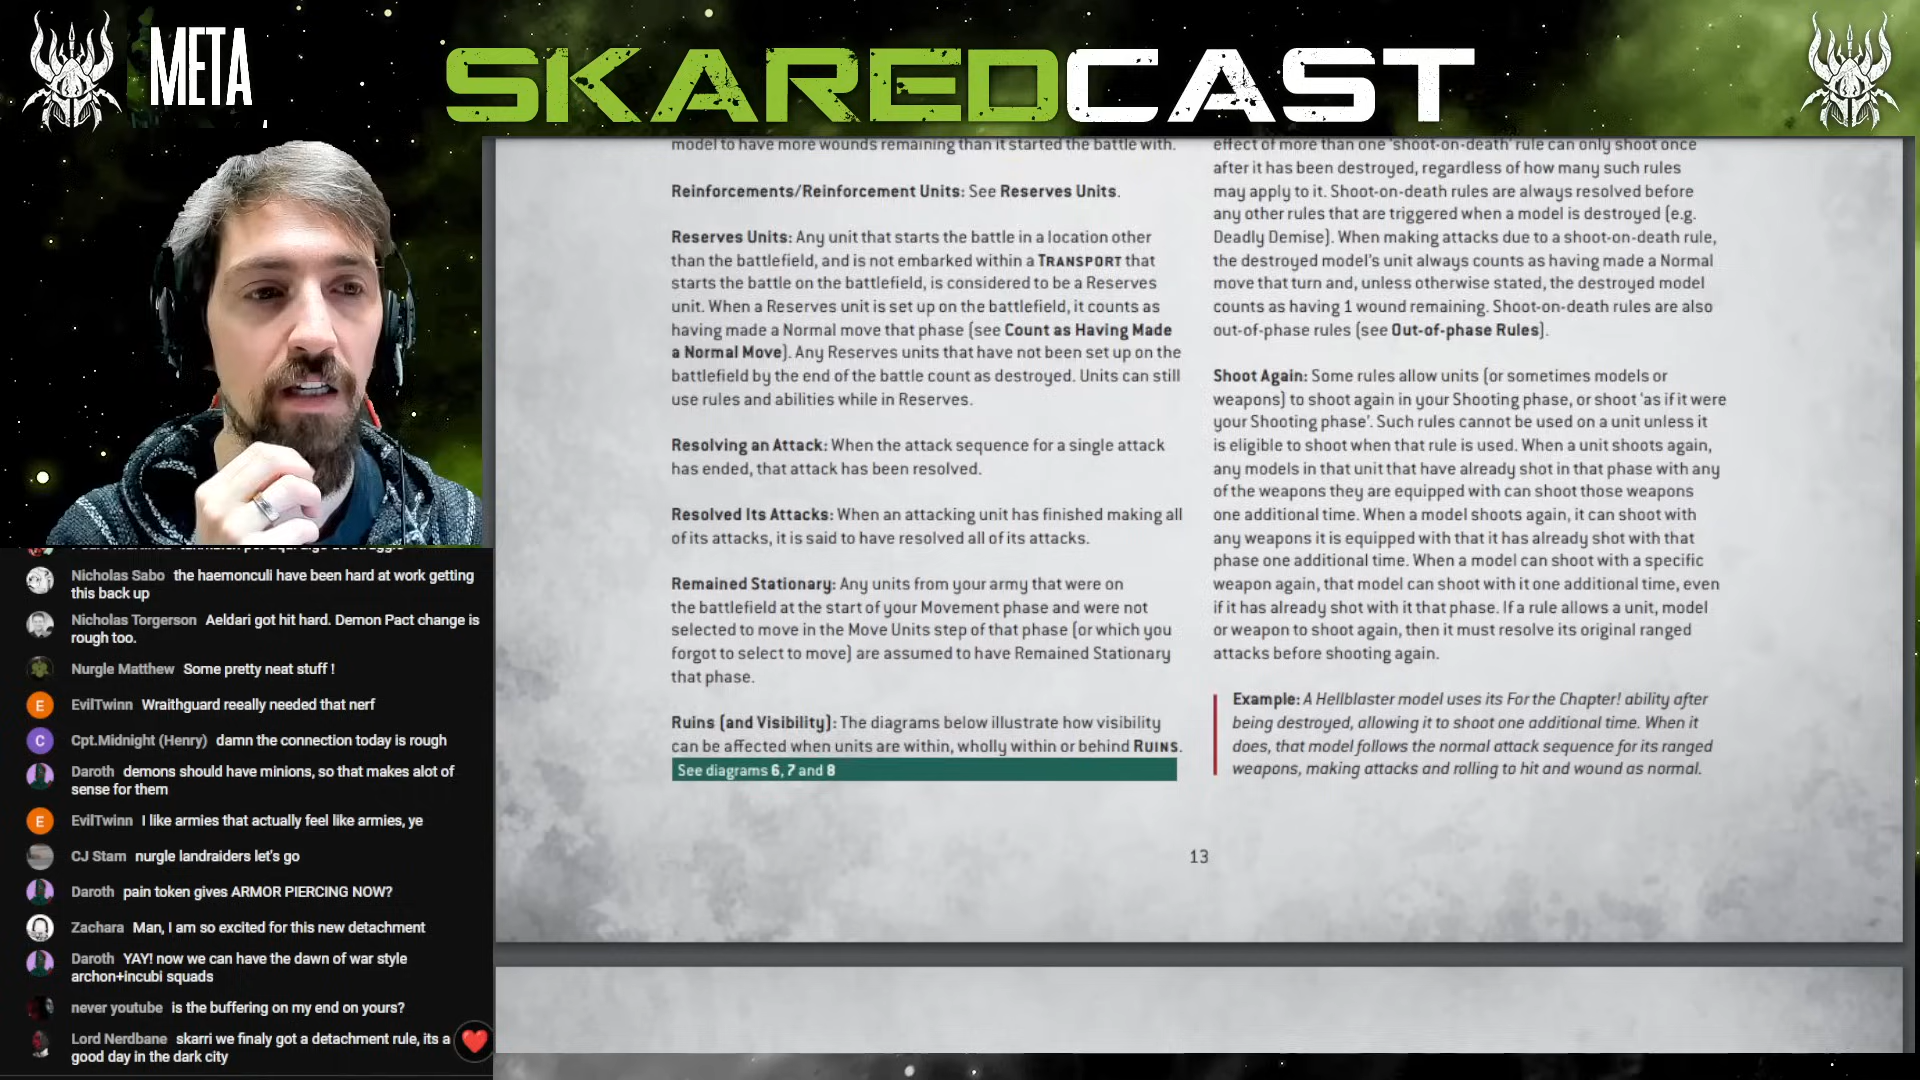 META
SKAREDCAST
model to have more wounds remaining than it started the battle with.
Reinforcements/Reinforcement Units: See Reserves Units.
Reserves Units: Any unit that starts the battle in a location other
than the battlefield, and is not embarked within a TRANSPORT that
starts the battle on the battlefield, is considered to be a Reserves
unit. When a Reserves unit is set up on the battlefield, it counts as
having made a Normal move that phase (see Count as Having Made
a Normal Move). Any Reserves units that have not been set up on the
battlefield by the end of the battle count as destroyed. Units can still
use rules and abilities while in Reserves.
Resolving an Attack: When the attack sequence for a single attack
has ended, that attack has been resolved.
Resolved Its Attacks: When an attacking unit has finished making all
of its attacks, it is said to have resolved all of its attacks.
Remained Stationary: Any units from your army that were on
the battlefield at the start of your Movement phase and were not
selected to move in the Move Units step of that phase (or which you
forgot to select to move) are assumed to have Remained Stationary
that phase.
Ruins (and Visibility): The diagrams below illustrate how visibility
can be affected when units are within, wholly within or behind RUINS.
See diagrams 6, 7 and 8
effect of more than one 'shoot-on-death' rule can only shoot once
after it has been destroyed, regardless of how many such rules
may apply to it. Shoot-on-death rules are always resolved before
any other rules that are triggered when a model is destroyed (e.g.
Deadly Demise). When making attacks due to a shoot-on-death rule,
the destroyed model's unit always counts as having made a Normal
move that turn and, unless otherwise stated, the destroyed model
counts as having 1 wound remaining. Shoot-on-death rules are also
out-of-phase rules (see Out-of-phase Rules).
Shoot Again: Some rules allow units (or sometimes models or
weapons) to shoot again in your Shooting phase, or shoot 'as if it were
your Shooting phase'. Such rules cannot be used on a unit unless it
is eligible to shoot when that rule is used. When a unit shoots again,
any models in that unit that have already shot in that phase with any
of the weapons they are equipped with can shoot those weapons
one additional time. When a model shoots again, it can shoot with
any weapons it is equipped with that it has already shot with that
phase one additional time. When a model can shoot with a specific
weapon again, that model can shoot with it one additional time, even
if it has already shot with it that phase. If a rule allows a unit, model
or weapon to shoot again, then it must resolve its original ranged
attacks before shooting again.
Example: A Hellblaster model uses its For the Chapter! ability after
being destroyed, allowing it to shoot one additional time. When it
does, that model follows the normal attack sequence for its ranged
weapons, making attacks and rolling to hit and wound as normal.
13
Nicholas Sabo the haemonculi have been hard at work getting
this back up
Nicholas Torgerson Aeldari got hit hard. Demon Pact change is
rough too.
Nurgle Matthew Some pretty neat stuff !
E EvilTwinn Wraithguard reeally needed that nerf
C Cpt.Midnight (Henry) damn the connection today is rough
Daroth demons should have minions, so that makes alot of
sense for them
E EvilTwinn I like armies that actually feel like armies, ye
CJ Stam nurgle landraiders let's go
Daroth pain token gives ARMOR PIERCING NOW?
Zachara Man, I am so excited for this new detachment
Daroth YAY! now we can have the dawn of war style
archon+incubi squads
never youtube is the buffering on my end on yours?
Lord Nerdbane skarri we finaly got a detachment rule, its a
good day in the dark city